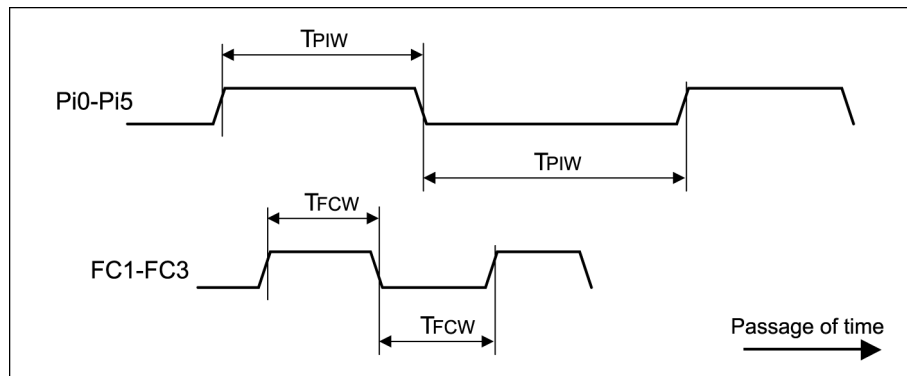 TPIW
Pi0-Pi5
TPIW
TFCW
FC1-FC3
TFCW
Passage of time